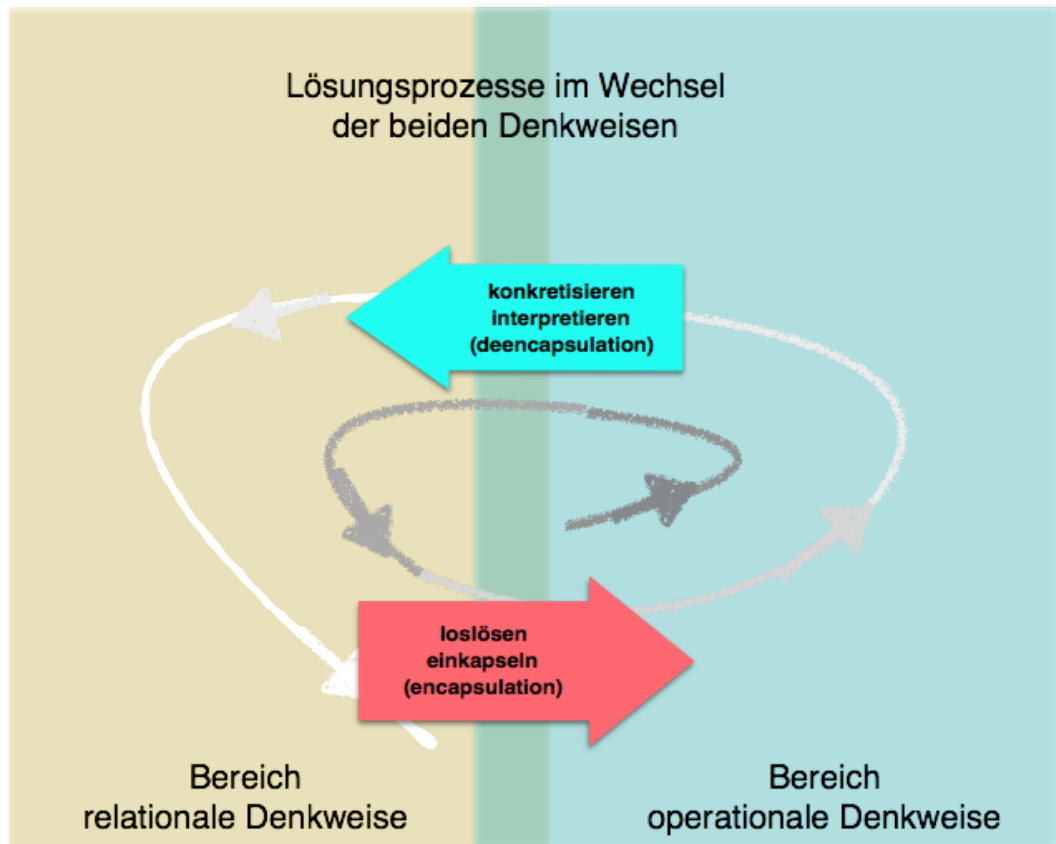 Lösungsprozesse im Wechsel
der beiden Denkweisen
konkretisieren
interpretieren
(deencapsulation)
loslösen
einkapseln
(encapsulation)
Bereich
relationale Denkweise
Bereich
operationale Denkweise